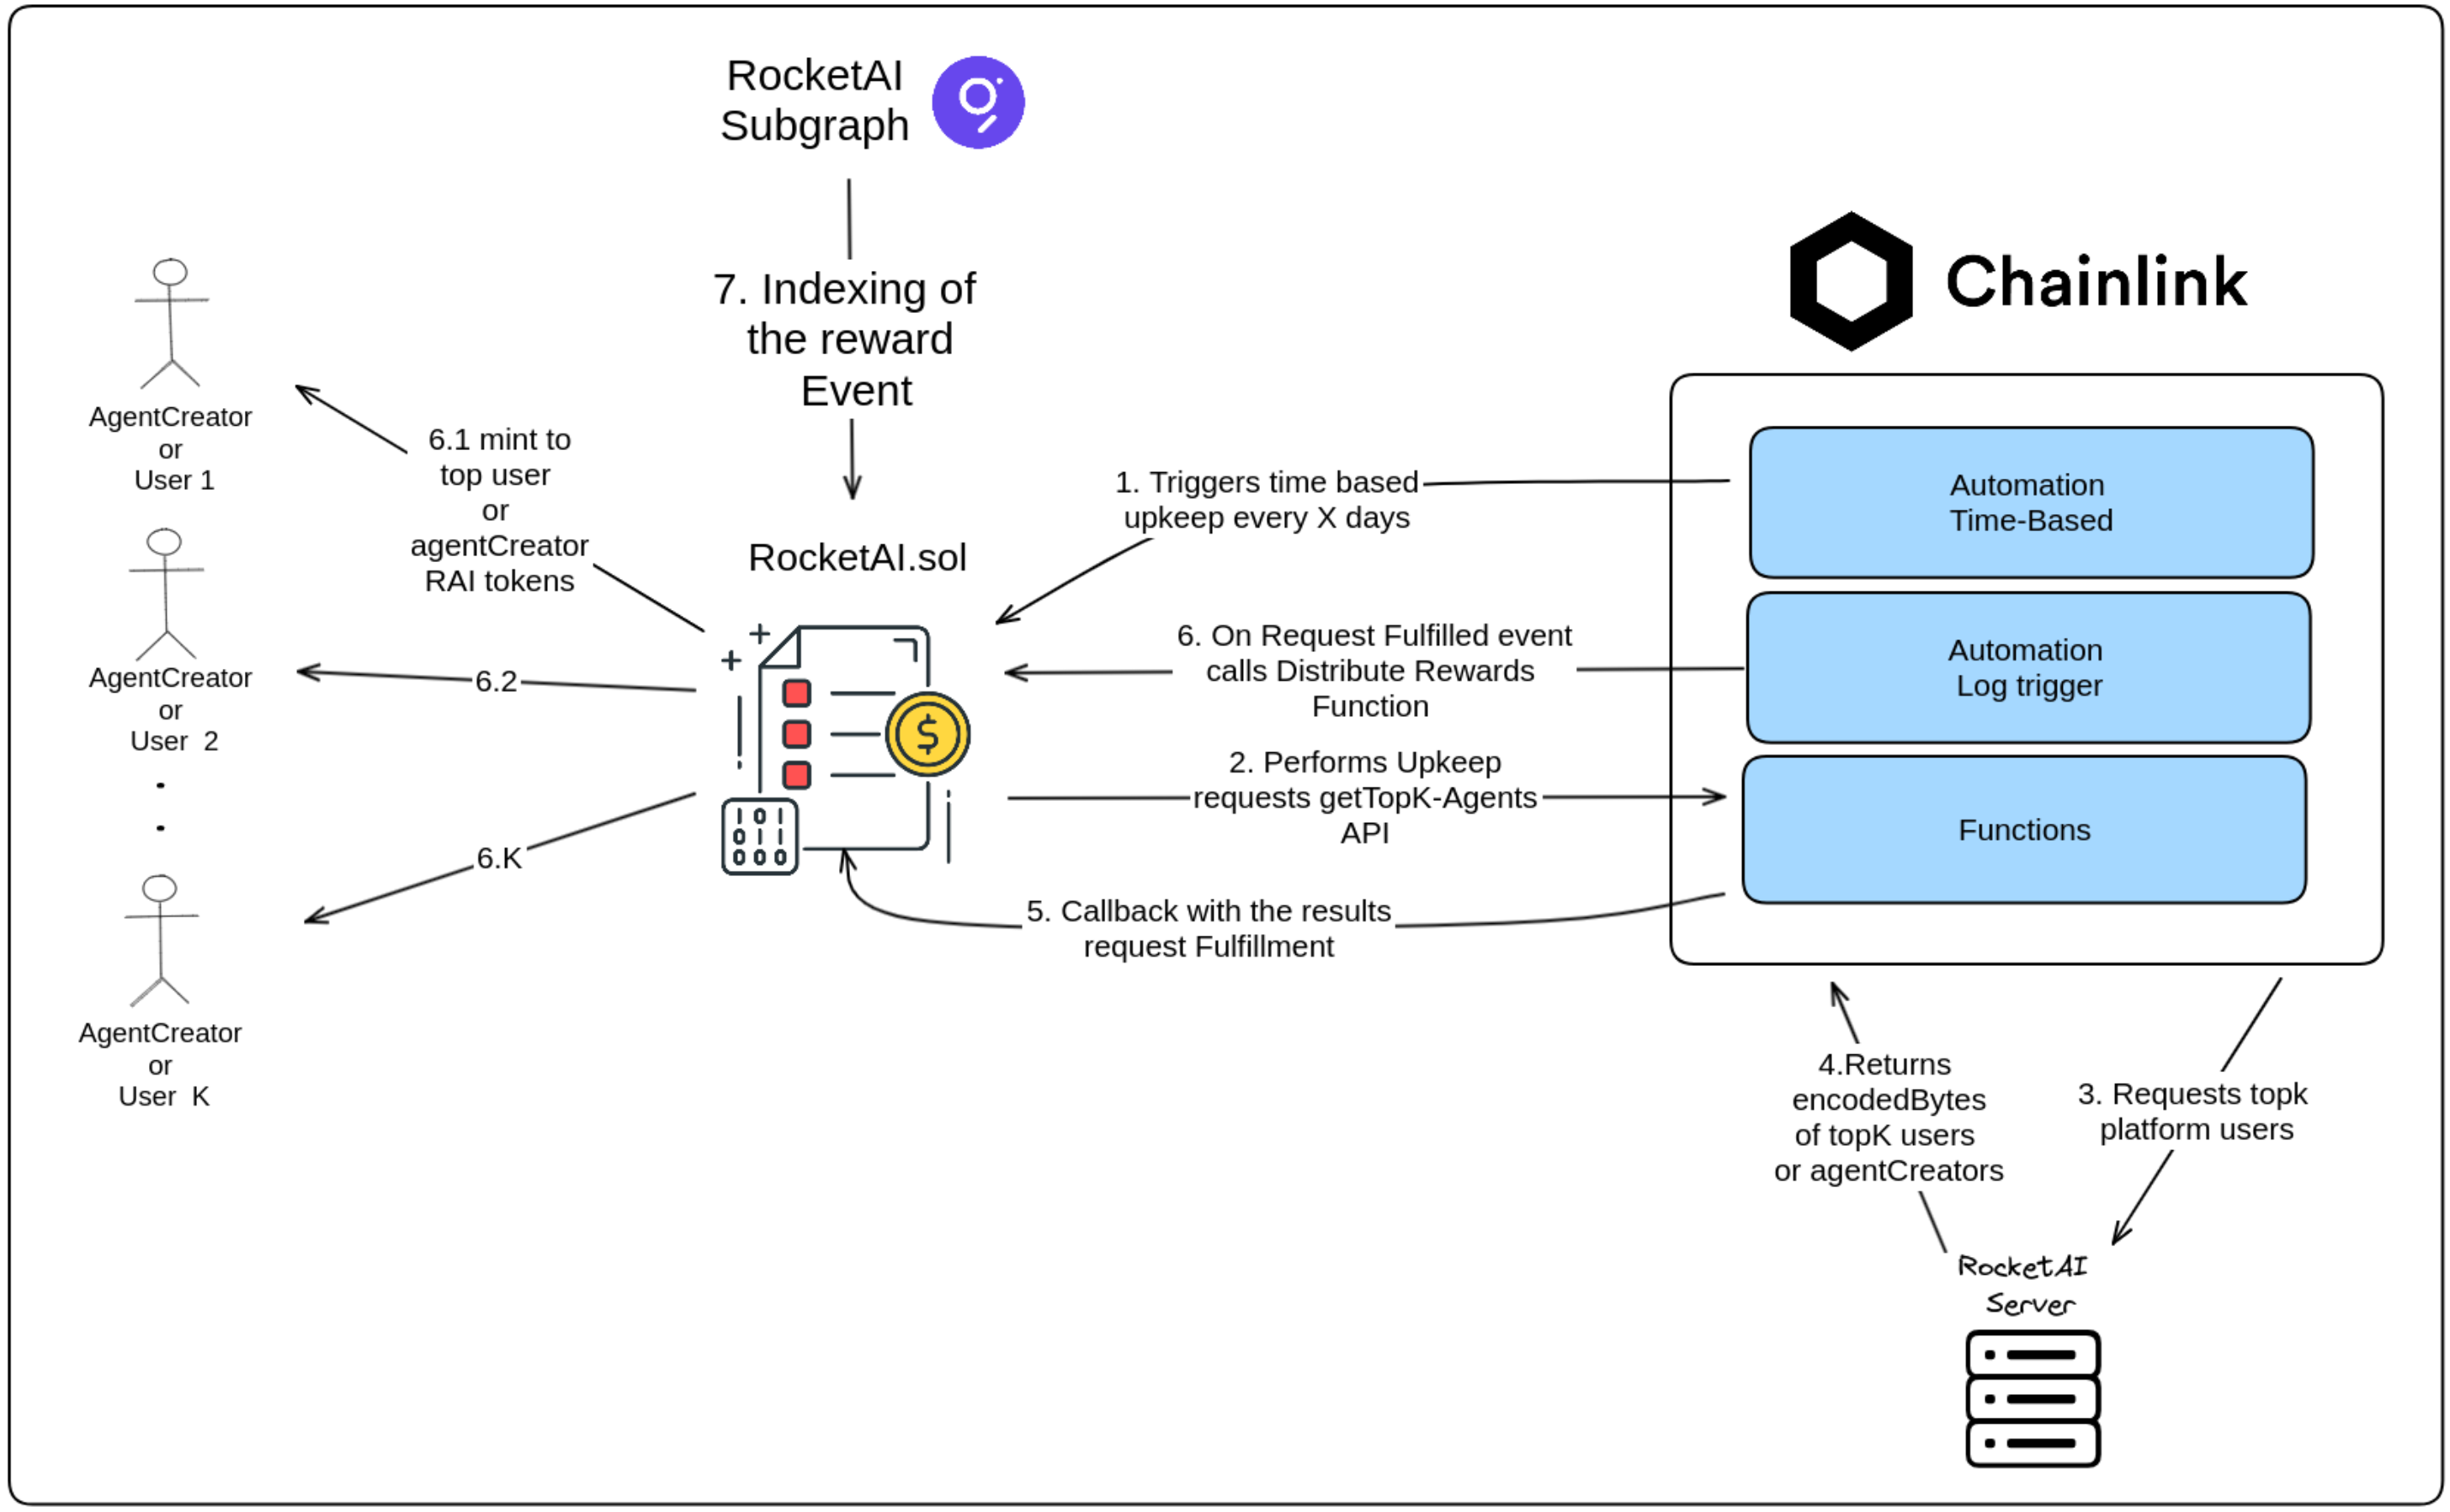 RocketAI
Subgraph
7. Indexing of
the reward
Event
Chainlink
AgentCreator
or
User 1
6.1 mint to
top user
or
agentCreator
RAI tokens
1. Triggers time based
upkeep every X days
Automation
Time-Based
RocketAI.sol
AgentCreator
or
User 2
6.2
6. On Request Fulfilled event
calls Distribute Rewards
Function
Automation
Log trigger
$
2. Performs Upkeep
requests getTopK-Agents
API
Functions
6.K
I O I
O I I
O O O
5. Callback with the results
request Fulfillment
AgentCreator
or
User K
4.Returns
encodedBytes
of topK users
or agentCreators
3. Requests topk
platform users
RocketAI
Server